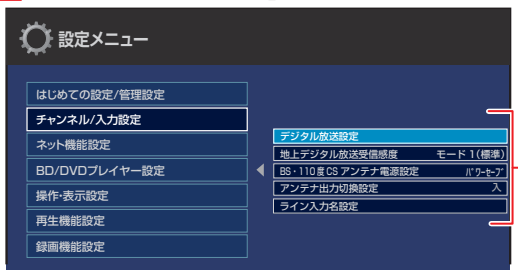 設定メニュー
はじめての設定/管理設定
チャンネル/入力設定
ネット機能設定
BD/DVDプレイヤー設定
操作・表示設定
再生機能設定
録画機能設定
デジタル放送設定
地上デジタル放送受信感度 モード1(標準)
BS・110度CSアンテナ電源設定 パワーセーブ
アンテナ出力切換設定 入
ライン入力名設定